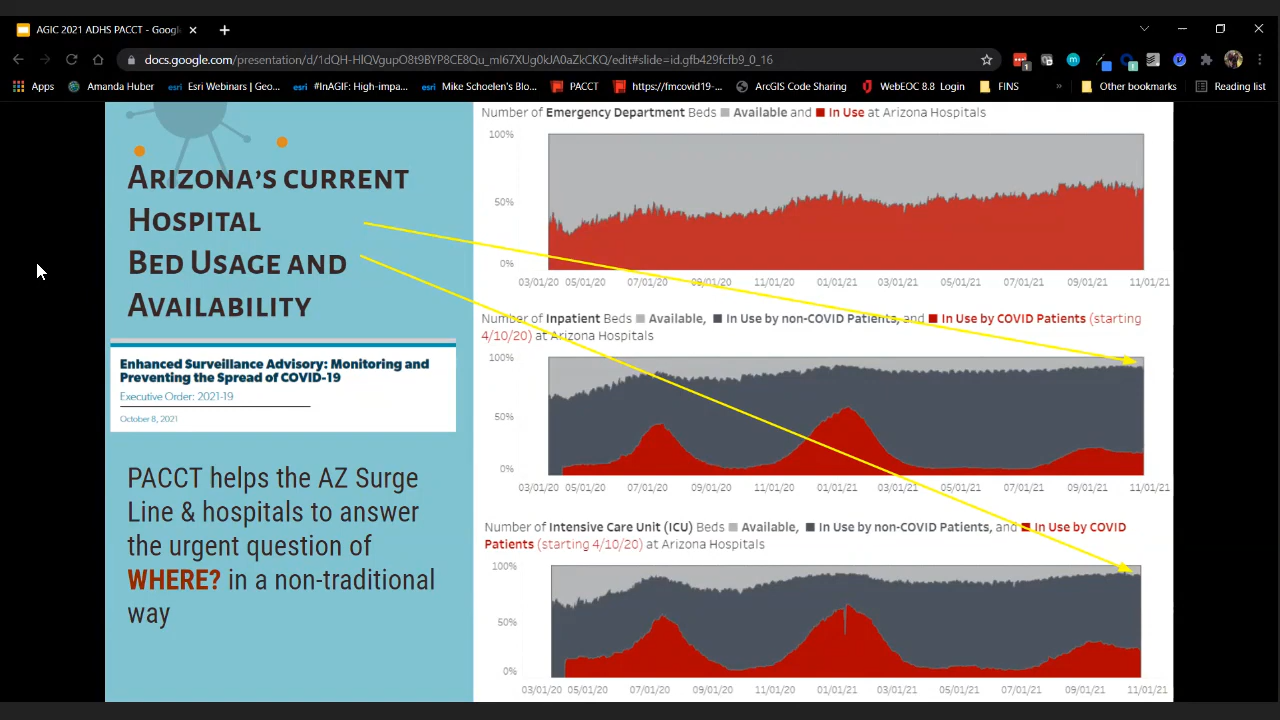 AGIC 2021 ADHS PACCT - Googl
docs.google.com/presentation/d/1dQH-HlQVgupO8t9BYP8CE8Qu_mI67XUg0kJA0aZkCKQ/edit#slide=id.gfb429fcfb9_0_16
Apps Amanda Huber esri Esri Webinars | Geo... esri #InAGIF: High-impa... esri Mike Schoelen's Blo... PACCT https://fmcovid19-... ArcGIS Code Sharing WebEOC 8.8 Login FINS » Other bookmarks Reading list
Arizona's current
Hospital
Bed Usage and
Availability
Enhanced Surveillance Advisory: Monitoring and
Preventing the Spread of COVID-19
Executive Order: 2021-19
October 8, 2021
PACCT helps the AZ Surge
Line & hospitals to answer
the urgent question of
WHERE? in a non-traditional
way
Number of Emergency Department Beds Available and In Use at Arizona Hospitals
100%
50%
0%
03/01/20 05/01/20 07/01/20 09/01/20 11/01/20 01/01/21 03/01/21 05/01/21 07/01/21 09/01/21 11/01/21
Number of Inpatient Beds Available, In Use by non-COVID Patients, and In Use by COVID Patients (starting
4/10/20) at Arizona Hospitals
100%
50%
0%
03/01/20 05/01/20 07/01/20 09/01/20 11/01/20 01/01/21 03/01/21 05/01/21 07/01/21 09/01/21 11/01/21
Number of Intensive Care Unit (ICU) Beds Available, In Use by non-COVID Patients, and In Use by COVID
Patients (starting 4/10/20) at Arizona Hospitals
100%
50%
0%
03/01/20 05/01/20 07/01/20 09/01/20 11/01/20 01/01/21 03/01/21 05/01/21 07/01/21 09/01/21 11/01/21